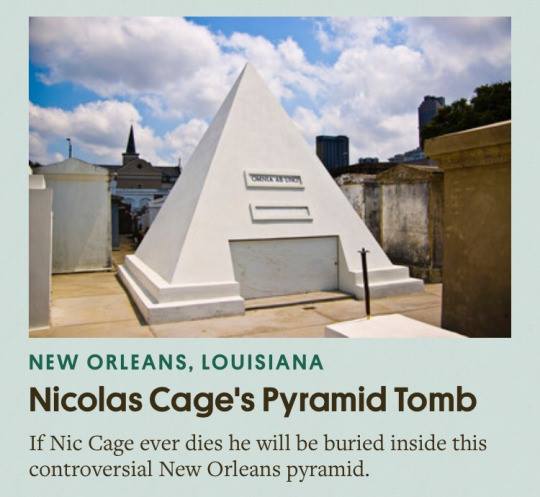 OMNIA AB UNO
NEW ORLEANS, LOUISIANA
Nicolas Cage's Pyramid Tomb
If Nic Cage ever dies he will be buried inside this
controversial New Orleans pyramid.